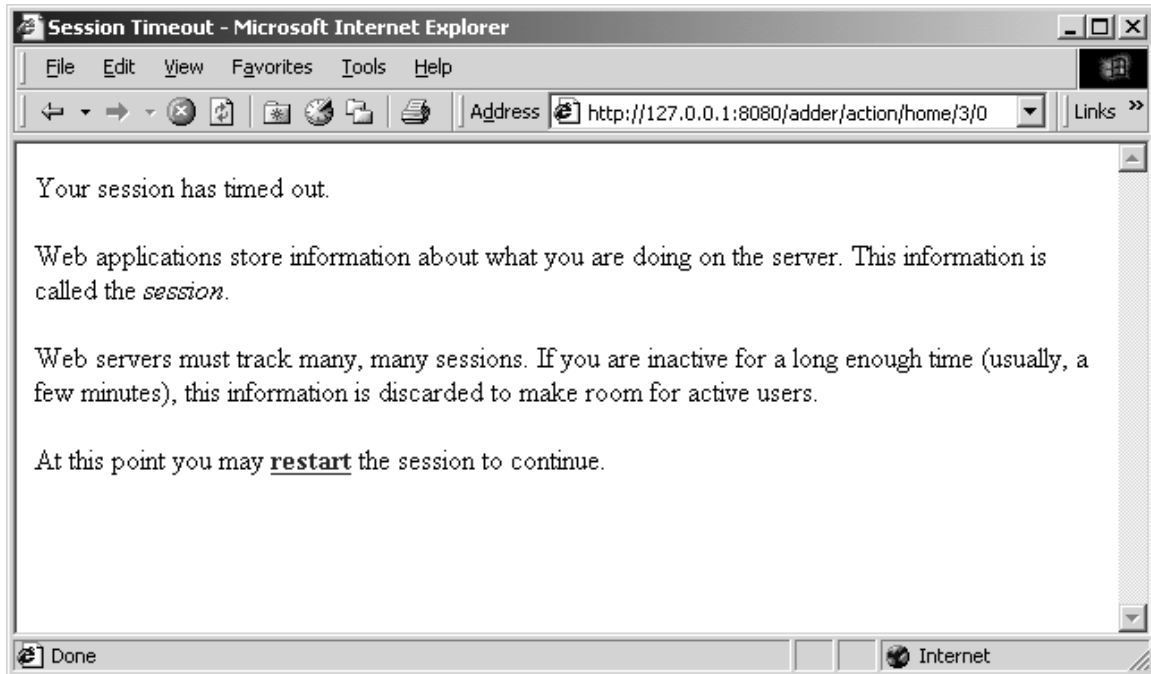 Session Timeout - Microsoft Internet Explorer
File Edit View Favorites Tools Help
Address http://127.0.0.1:8080/adder/action/home/3/0 Links »
Your session has timed out.
Web applications store information about what you are doing on the server. This information is
called the session.
Web servers must track many, many sessions. If you are inactive for a long enough time (usually, a
few minutes), this information is discarded to make room for active users.
At this point you may restart the session to continue.
Done Internet